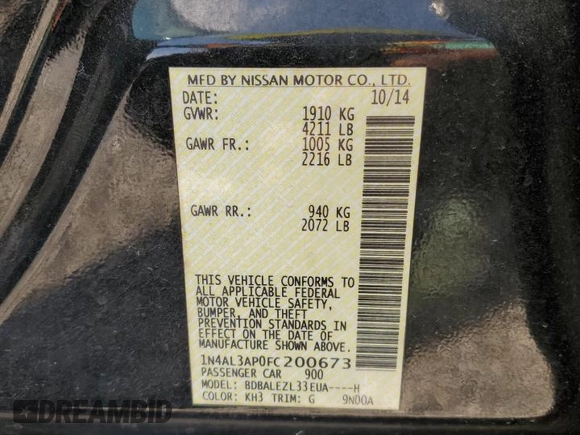 MFD BY NISSAN MOTOR CO., LTD.
DATE: 10/14
GVWR: 1910 KG
4211 LB
GAWR FR.: 1005 KG
2216 LB
GAWR RR.: 940 KG
2072 LB
THIS VEHICLE CONFORMS TO
ALL APPLICABLE FEDERAL
MOTOR VEHICLE SAFETY,
BUMPER, AND THEFT
PREVENTION STANDARDS IN
EFFECT ON THE DATE OF
MANUFACTURE SHOWN ABOVE.
1N4AL3AP0FC200673
PASSENGER CAR 900
MODEL: BDBALEZL33EUA----H
COLOR: KH3 TRIM: G 9N00A
DREAMBID